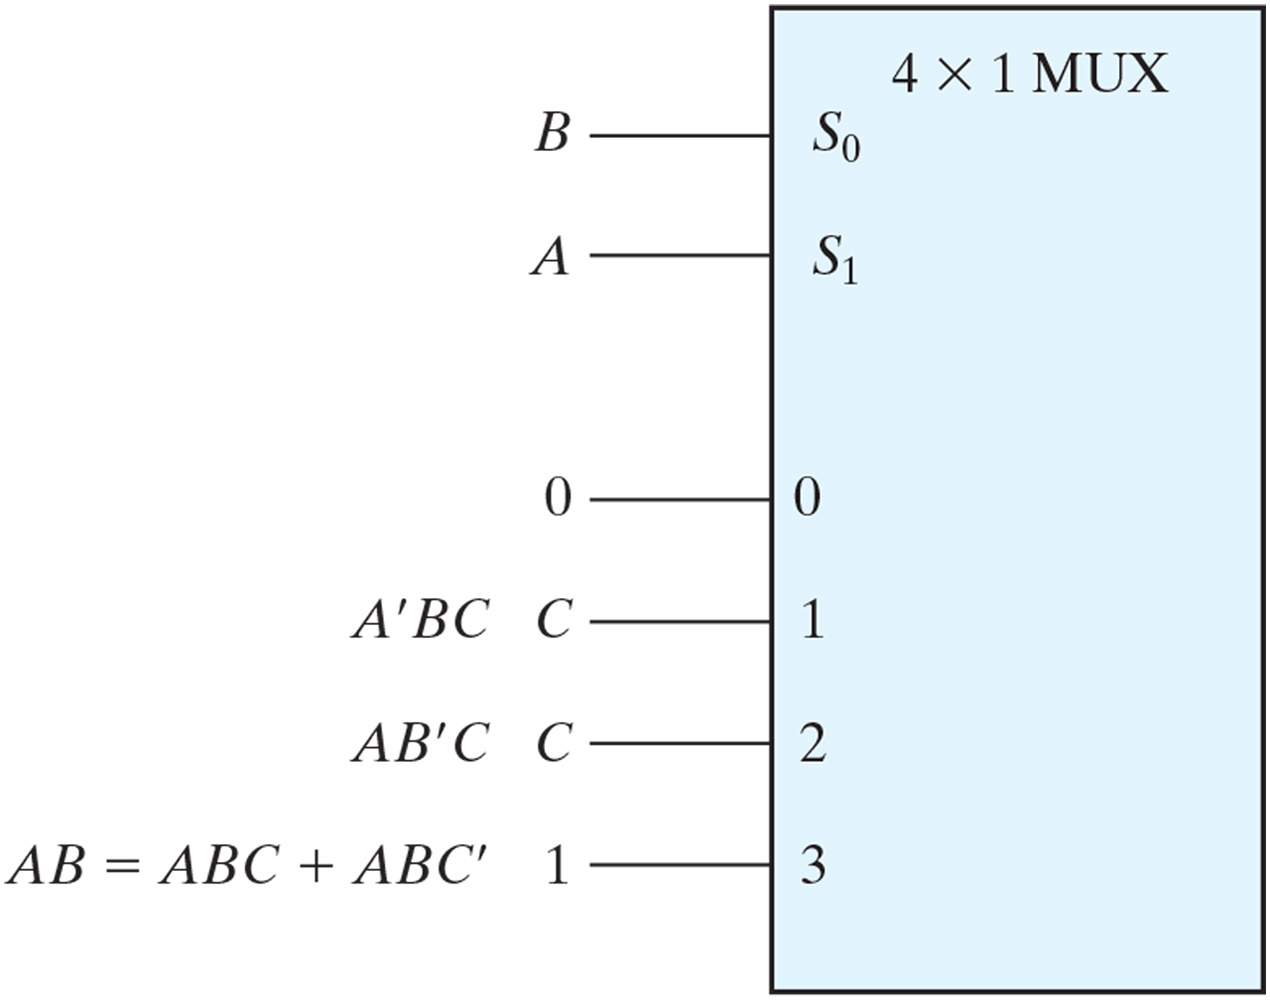 4 × 1 MUX
B S₀
A S₁
0 0
A′BC C 1
AB′C C 2
AB = ABC + ABC′ 1 3